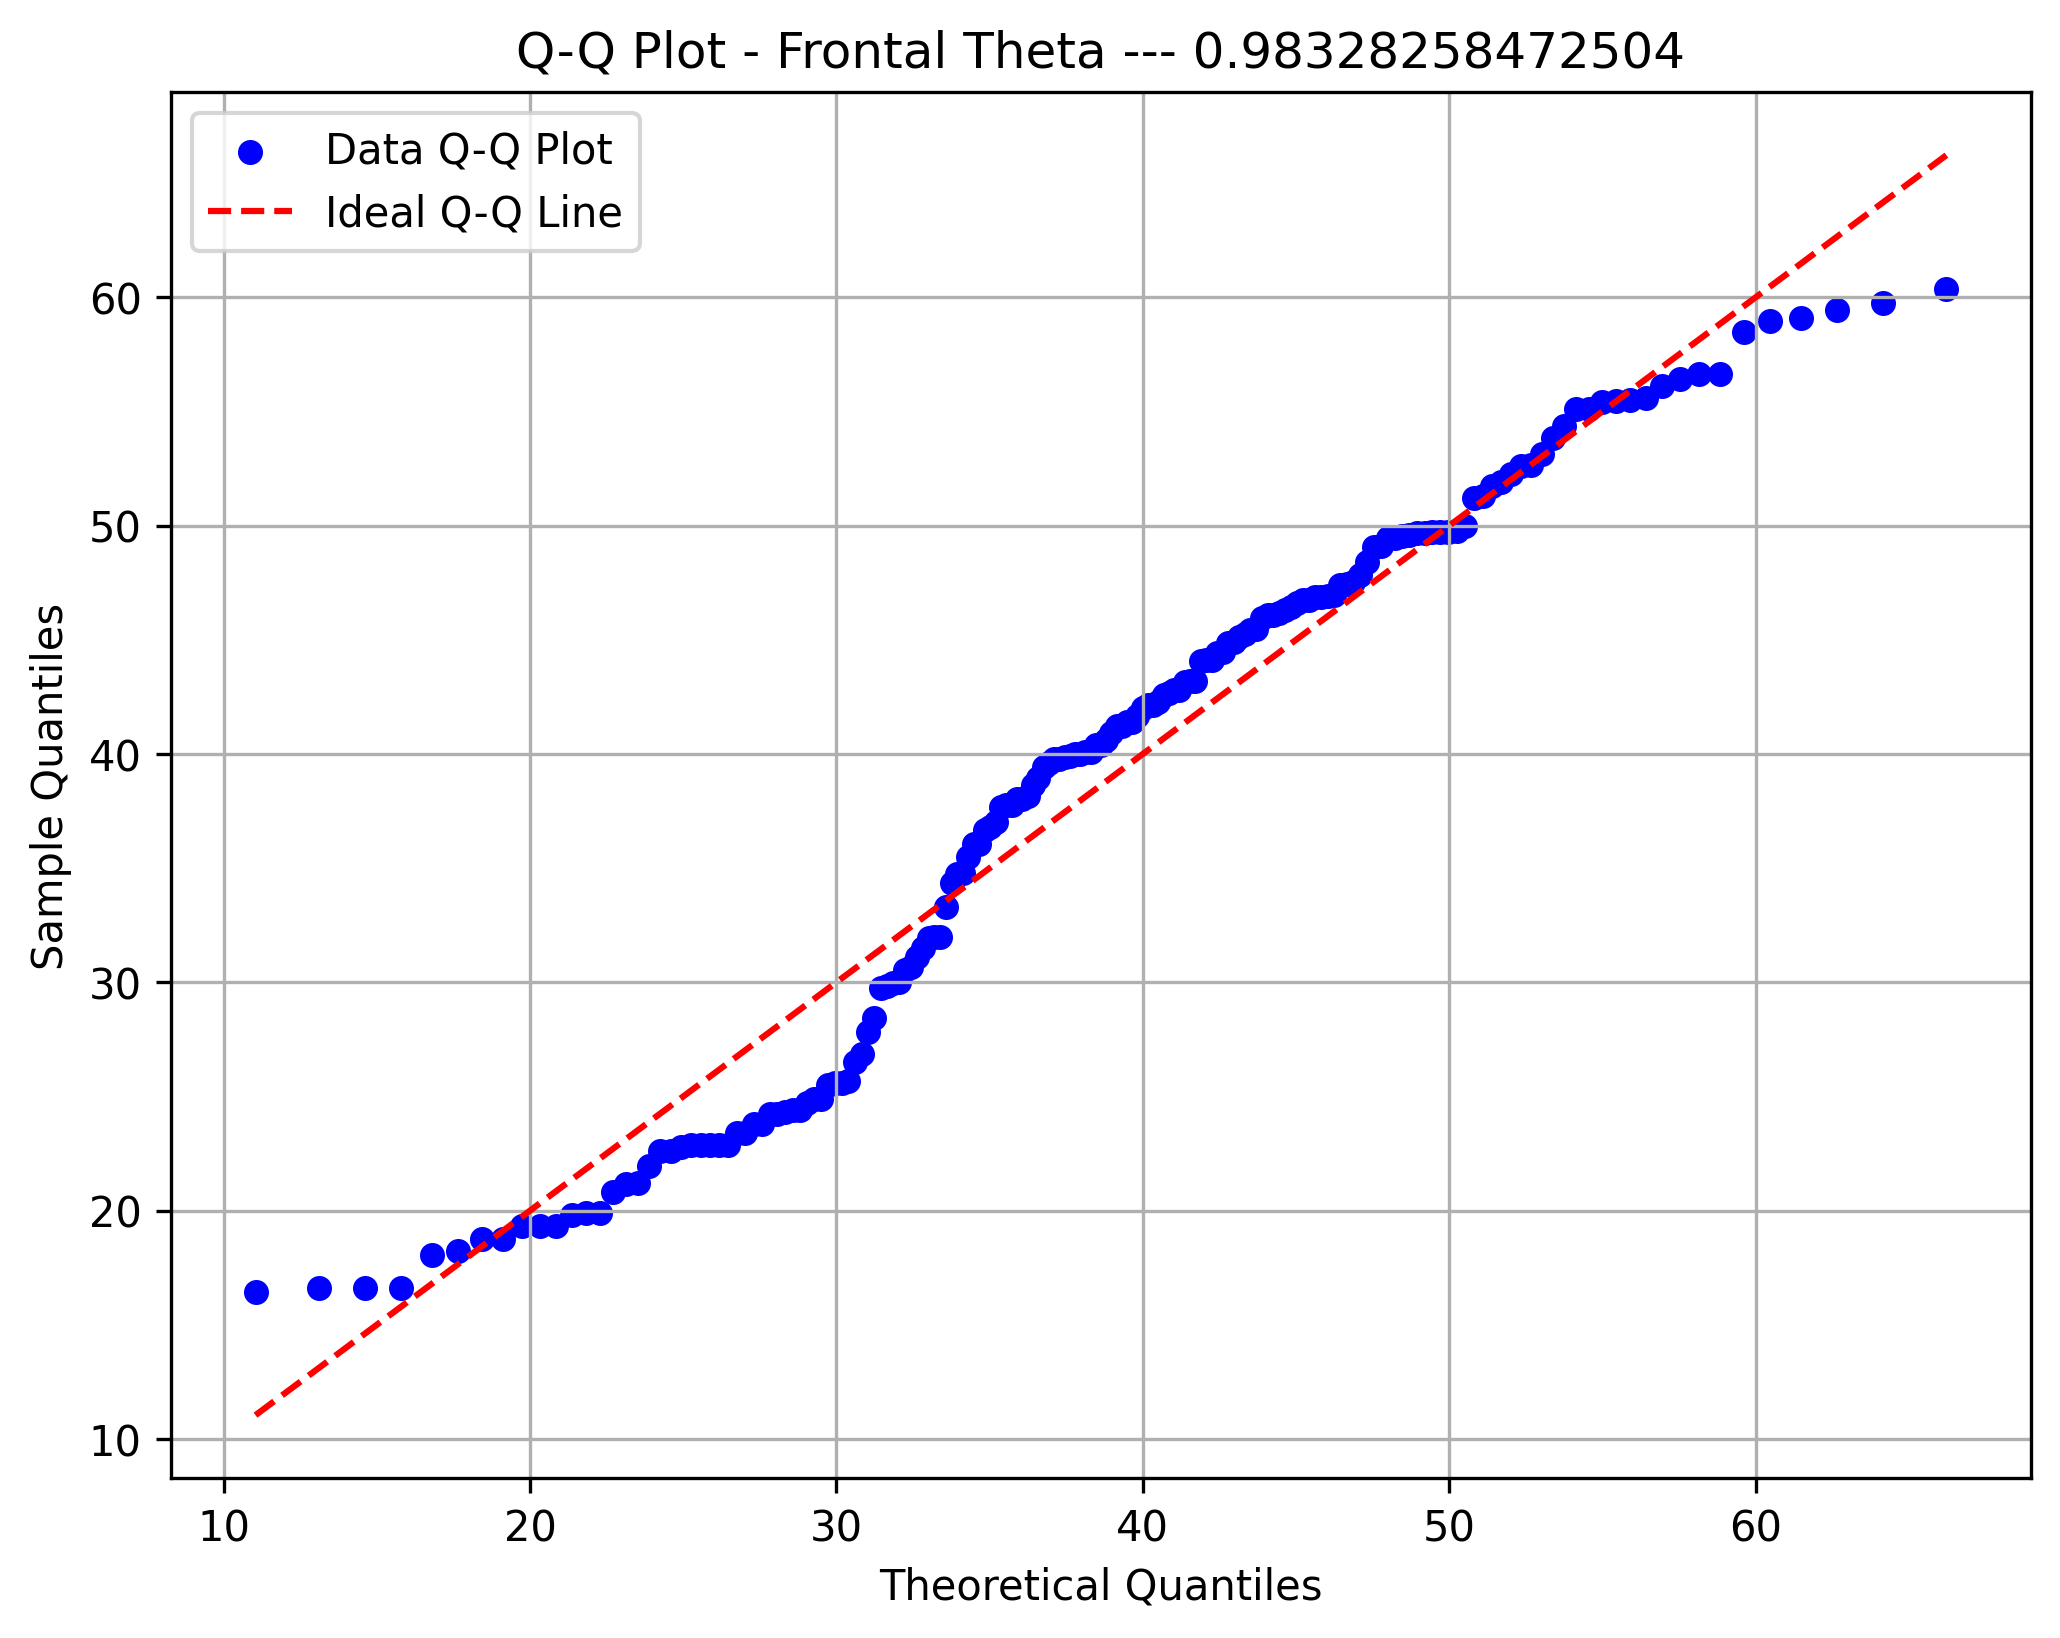 Q-Q Plot - Frontal Theta --- 0.98328258472504
Data Q-Q Plot
Ideal Q-Q Line
Sample Quantiles
60
50
40
30
20
10
10 20 30 40 50 60
Theoretical Quantiles